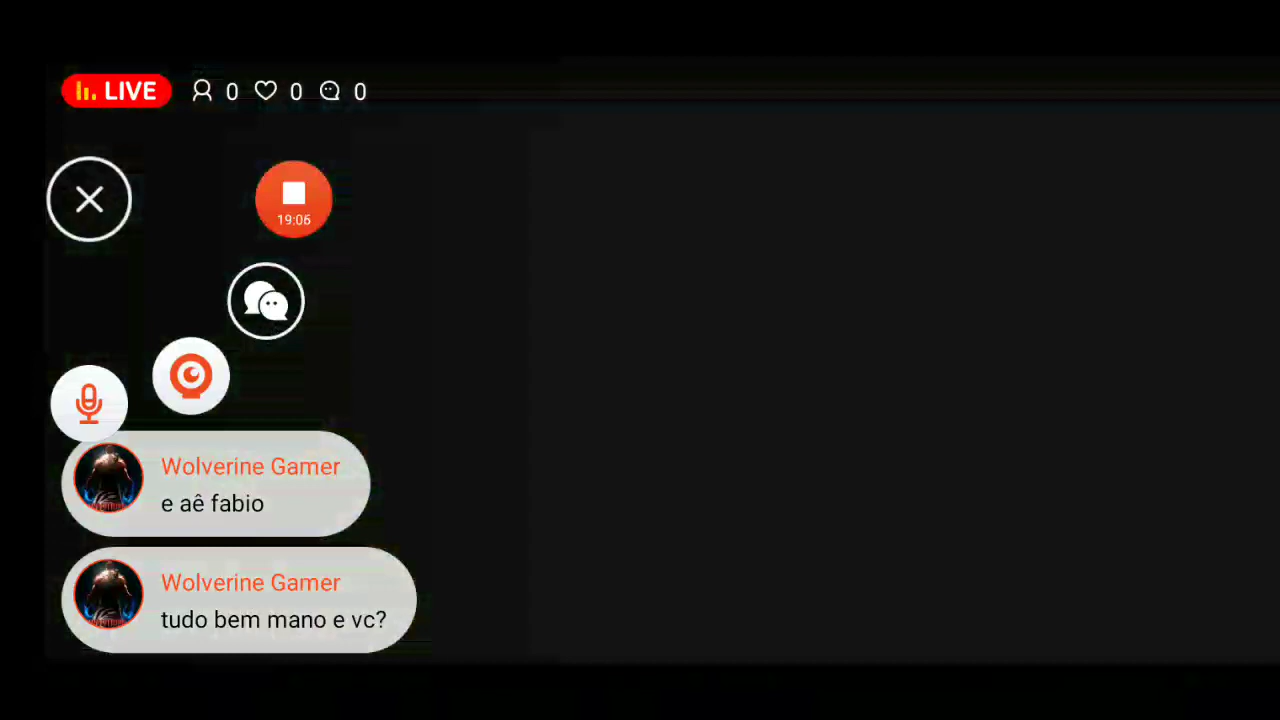 LIVE 0 0 0
19:06
Wolverine Gamer
e aê fabio
Wolverine Gamer
tudo bem mano e vc?